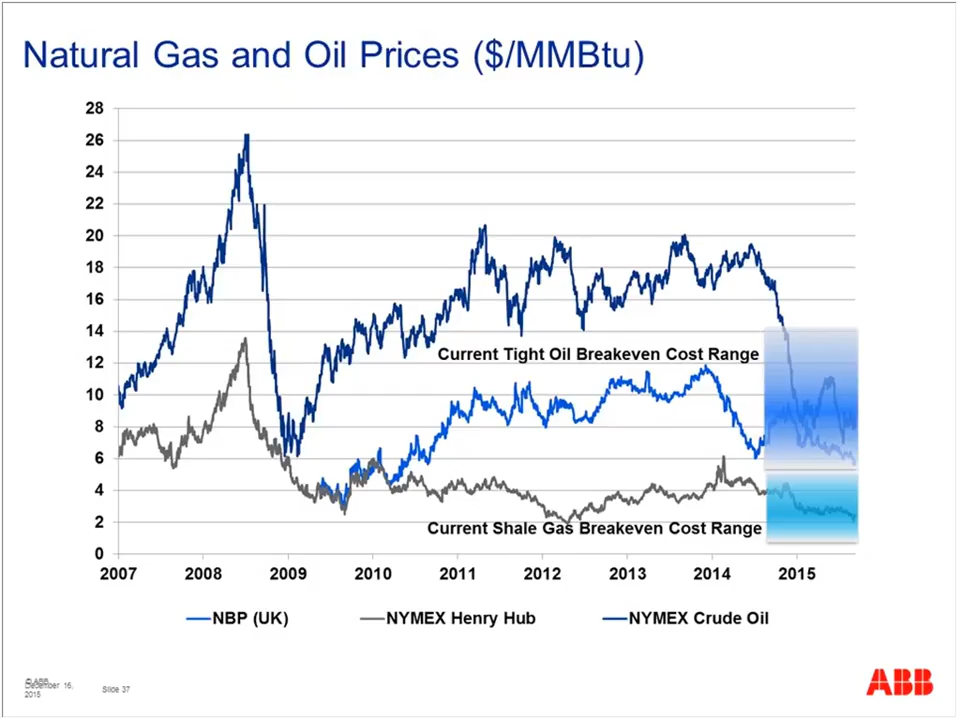 Natural Gas and Oil Prices ($/MMBtu)
28
26
24
22
20
18
16
14
12
10
8
6
4
2
0
Current Tight Oil Breakeven Cost Range
Current Shale Gas Breakeven Cost Range
2007 2008 2009 2010 2011 2012 2013 2014 2015
NBP (UK) NYMEX Henry Hub NYMEX Crude Oil
© ABB
December 16,
2015
Slide 37
ABB